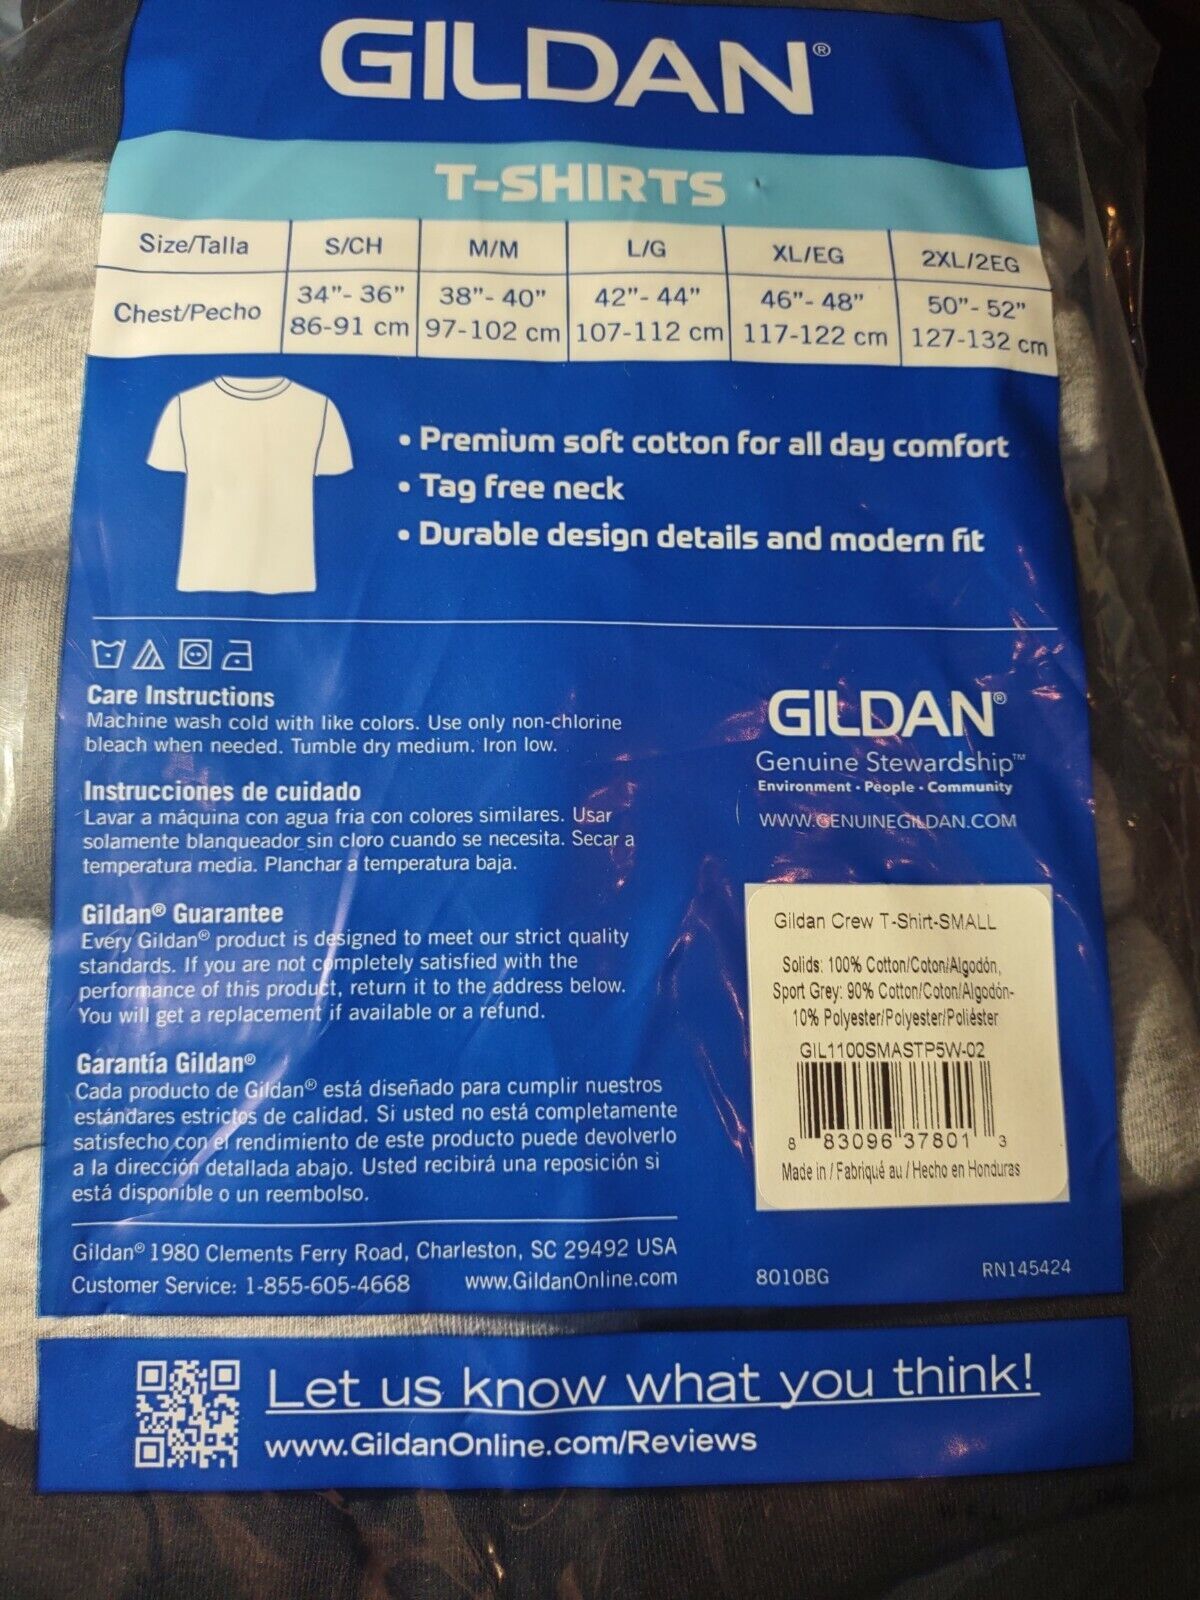 GILDAN®
T-SHIRTS
Size/Talla S/CH M/M L/G XL/EG 2XL/2EG
Chest/Pecho 34”- 36” 38”- 40” 42”- 44” 46”- 48” 50”- 52”
86-91 cm 97-102 cm 107-112 cm 117-122 cm 127-132 cm
• Premium soft cotton for all day comfort
• Tag free neck
• Durable design details and modern fit
Care Instructions
Machine wash cold with like colors. Use only non-chlorine
bleach when needed. Tumble dry medium. Iron low.
Instrucciones de cuidado
Lavar a máquina con agua fria con colores similares. Usar
solamente blanqueador sin cloro cuando se necesita. Secar a
temperatura media. Planchar a temperatura baja.
Gildan® Guarantee
Every Gildan® product is designed to meet our strict quality
standards. If you are not completely satisfied with the
performance of this product, return it to the address below.
You will get a replacement if available or a refund.
Garantía Gildan®
Cada producto de Gildan® está diseñado para cumplir nuestros
estándares estrictos de calidad. Si usted no está completamente
satisfecho con el rendimiento de este producto puede devolverlo
a la dirección detallada abajo. Usted recibirá una reposición si
está disponible o un reembolso.
Gildan® 1980 Clements Ferry Road, Charleston, SC 29492 USA
Customer Service: 1-855-605-4668 www.GildanOnline.com
GILDAN®
Genuine Stewardship™
Environment • People • Community
WWW.GENUINEGILDAN.COM
Gildan Crew T-Shirt-SMALL
Solids: 100% Cotton/Coton/Algodón,
Sport Grey: 90% Cotton/Coton/Algodón-
10% Polyester/Polyester/Poliéster
GIL1100SMASTP5W-02
8 83096 37801 3
Made in / Fabriqué au / Hecho en Honduras
8010BG RN145424
Let us know what you think!
www.GildanOnline.com/Reviews